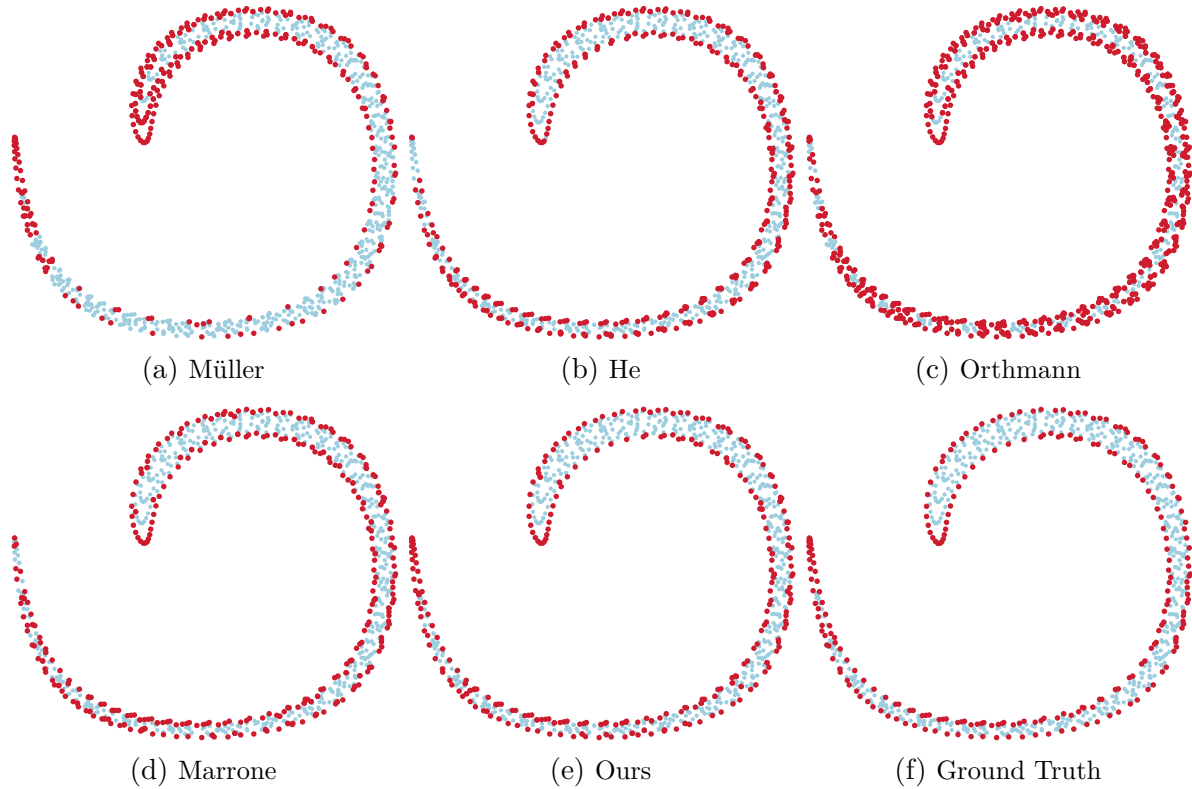 (a) Müller
(b) He
(c) Orthmann
(d) Marrone
(e) Ours
(f) Ground Truth